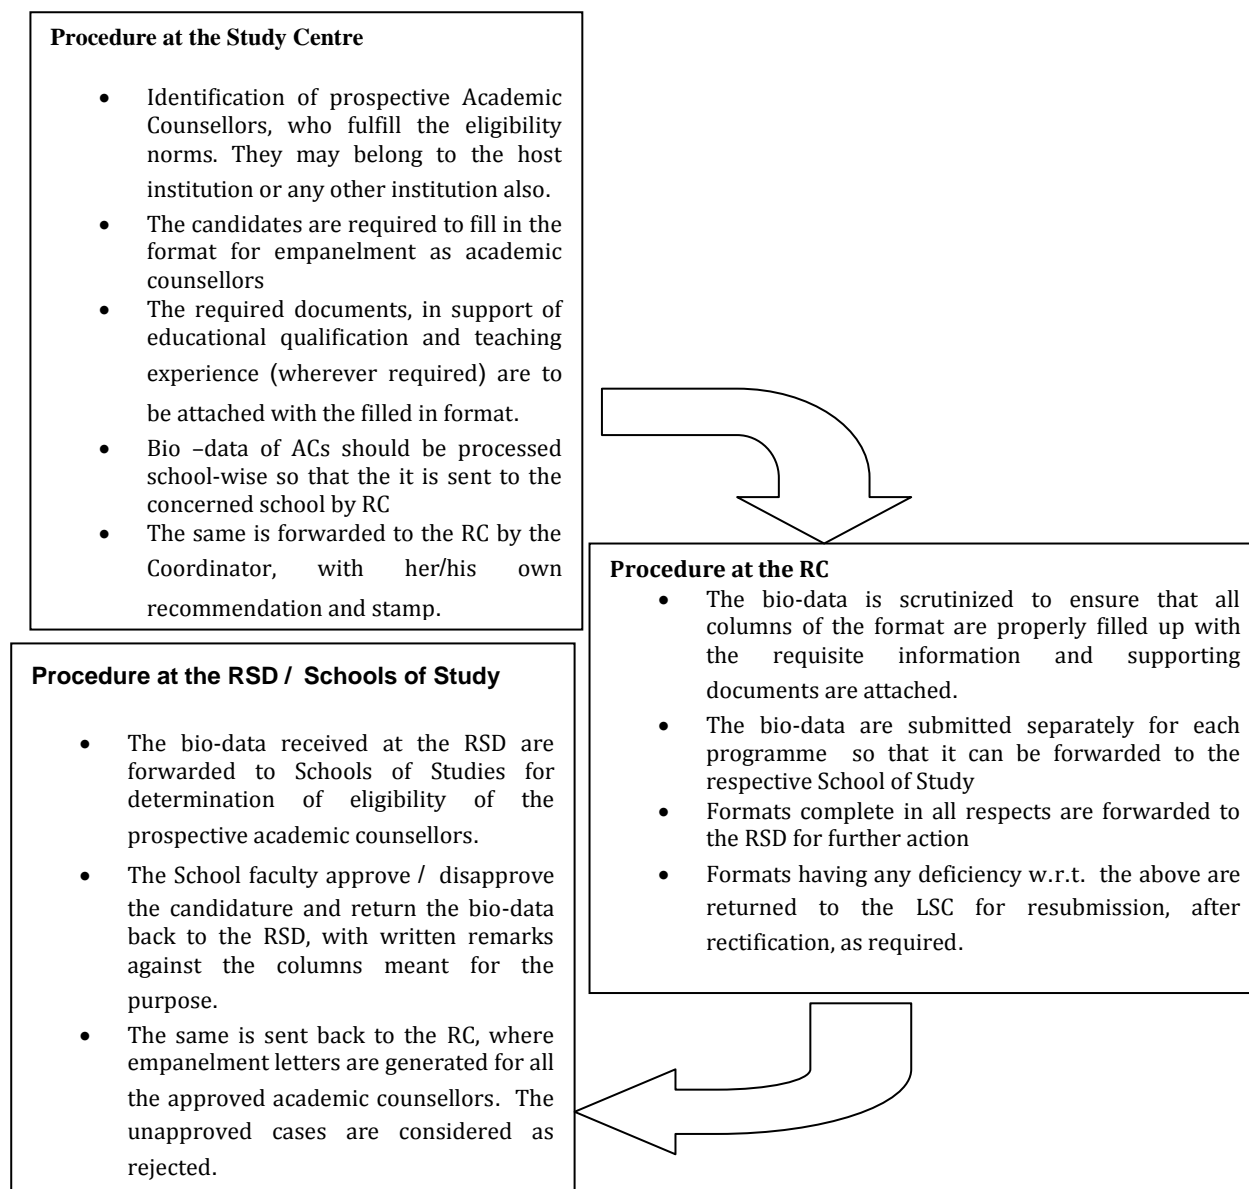 Procedure at the Study Centre
• Identification of prospective Academic
Counsellors, who fulfill the eligibility
norms. They may belong to the host
institution or any other institution also.
• The candidates are required to fill in the
format for empanelment as academic
counsellors
• The required documents, in support of
educational qualification and teaching
experience (wherever required) are to
be attached with the filled in format.
• Bio –data of ACs should be processed
school-wise so that the it is sent to the
concerned school by RC
• The same is forwarded to the RC by the
Coordinator, with her/his own
recommendation and stamp.
Procedure at the RC
• The bio-data is scrutinized to ensure that all
columns of the format are properly filled up with
the requisite information and supporting
documents are attached.
• The bio-data are submitted separately for each
programme so that it can be forwarded to the
respective School of Study
• Formats complete in all respects are forwarded to
the RSD for further action
• Formats having any deficiency w.r.t. the above are
returned to the LSC for resubmission, after
rectification, as required.
Procedure at the RSD / Schools of Study
• The bio-data received at the RSD are
forwarded to Schools of Studies for
determination of eligibility of the
prospective academic counsellors.
• The School faculty approve / disapprove
the candidature and return the bio-data
back to the RSD, with written remarks
against the columns meant for the
purpose.
• The same is sent back to the RC, where
empanelment letters are generated for all
the approved academic counsellors. The
unapproved cases are considered as
rejected.